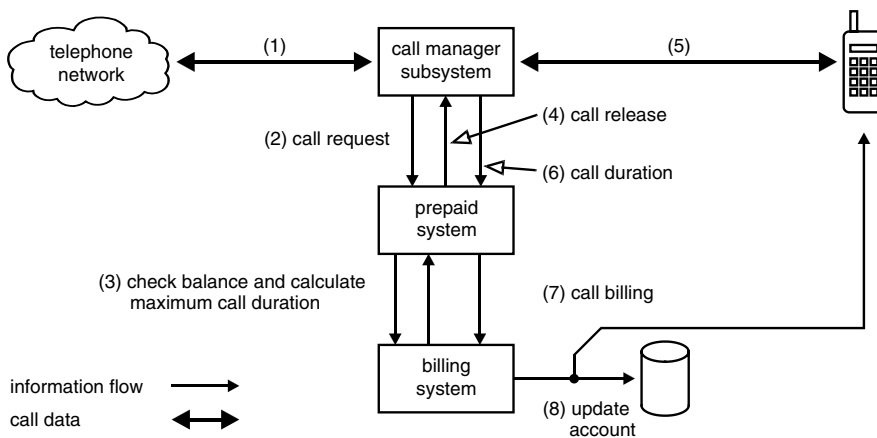 telephone
network
(1)
call manager
subsystem
(5)
(2) call request
(4) call release
(6) call duration
prepaid
system
(3) check balance and calculate
maximum call duration
(7) call billing
billing
system
information flow
call data
(8) update
account